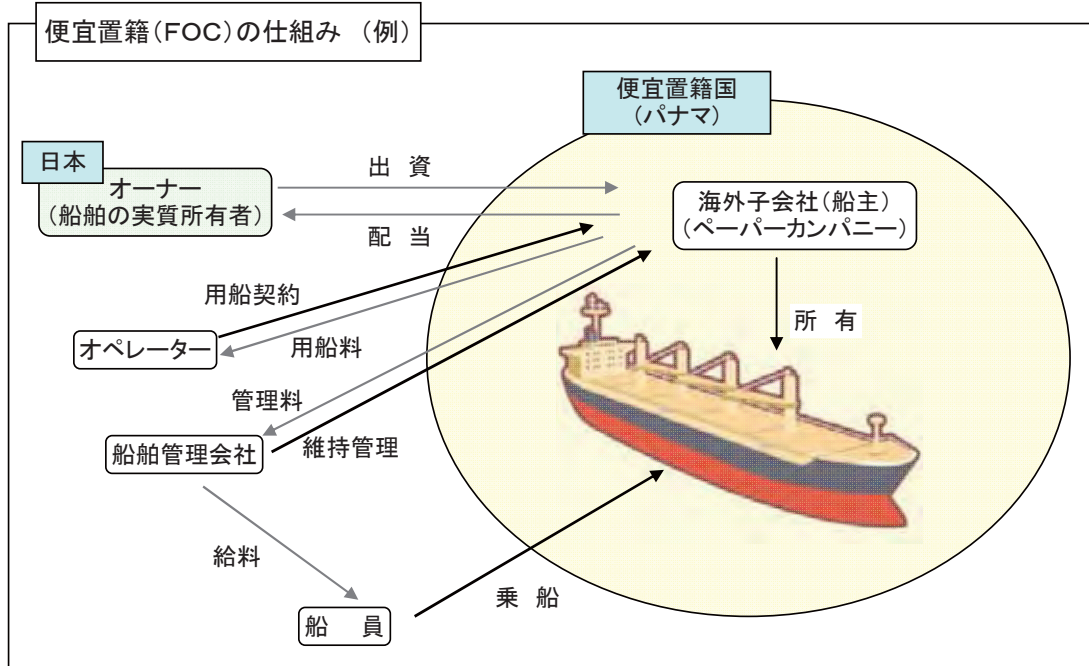 便宜置籍(FOC)の仕組み (例)
便宜置籍国
(パナマ)
日本
オーナー
(船舶の実質所有者)
出 資
配 当
海外子会社(船主)
(ペーパーカンパニー)
所 有
用船契約
オペレーター
用船料
管理料
船舶管理会社
維持管理
給料
乗 船
船 員